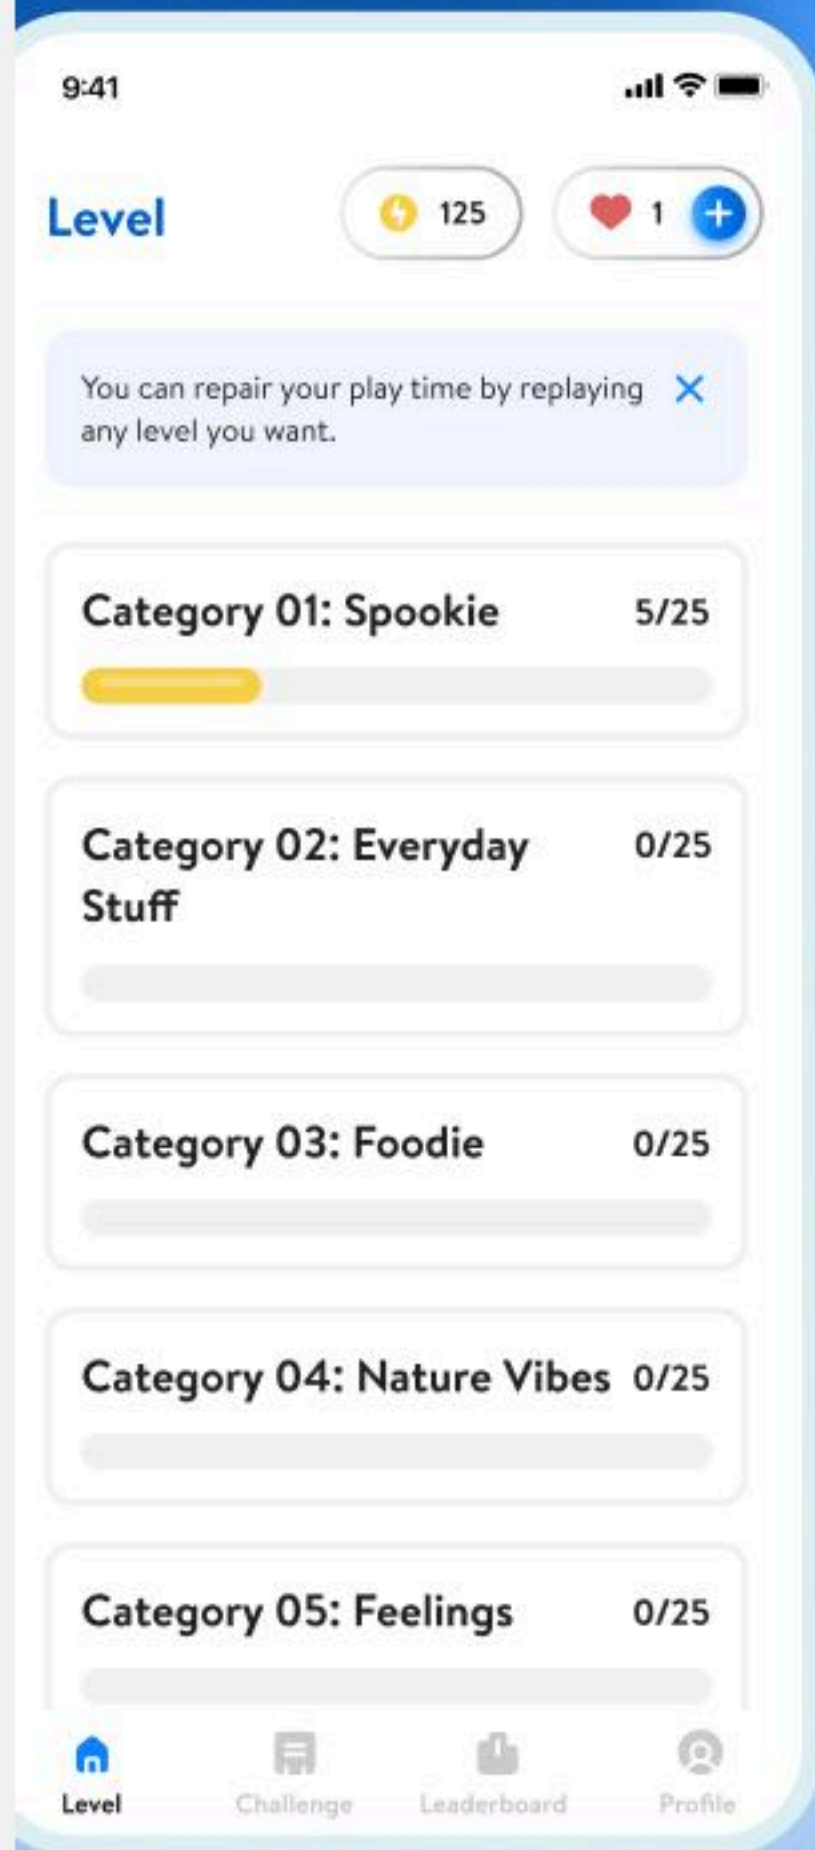 9:41
Level
125
1
You can repair your play time by replaying
any level you want.
Category 01: Spookie
5/25
Category 02: Everyday
Stuff
0/25
Category 03: Foodie
0/25
Category 04: Nature Vibes
0/25
Category 05: Feelings
0/25
Level
Challenge
Leaderboard
Profile